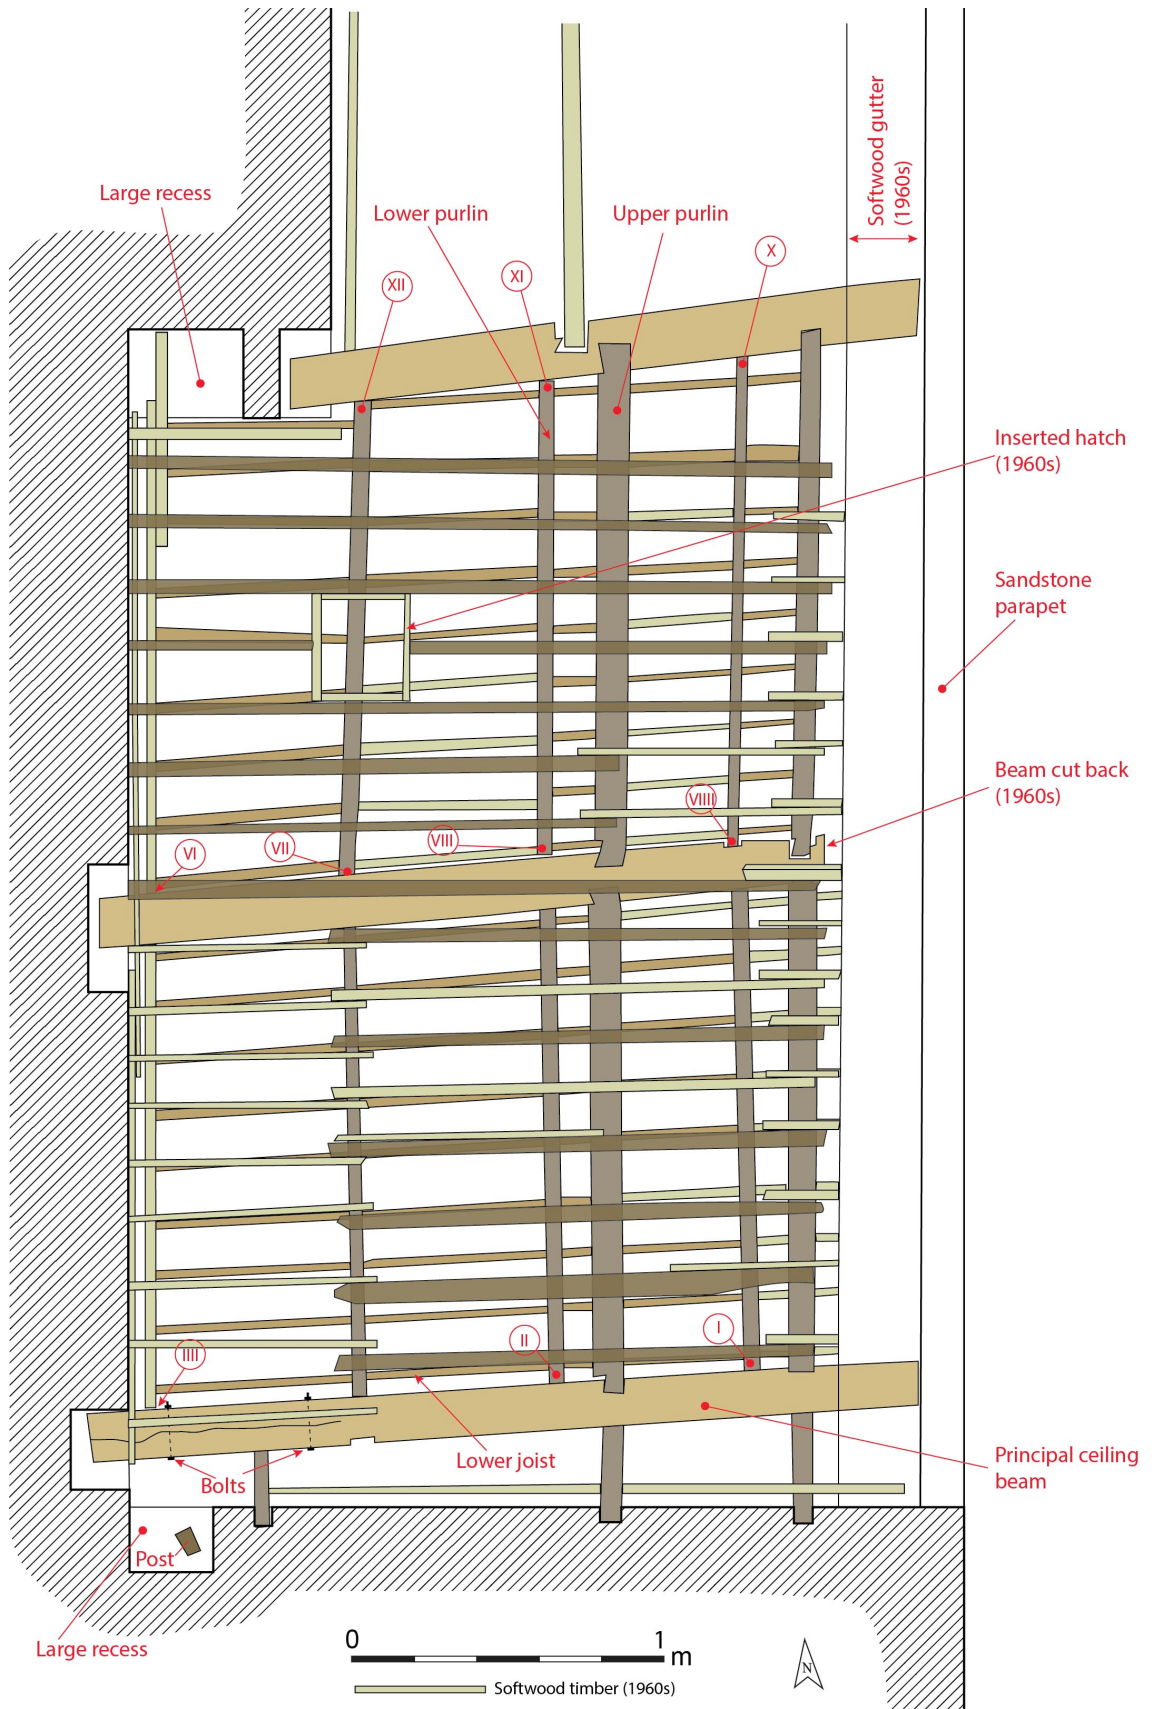 Softwood gutter
(1960s)
Large recess
Lower purlin
Upper purlin
X
XI
XII
Inserted hatch
(1960s)
Sandstone
parapet
Beam cut back
(1960s)
VIIII
VIII
VII
VI
I
II
IIII
Lower joist
Bolts
Principal ceiling
beam
Post
Large recess
0
1
m
N
Softwood timber (1960s)